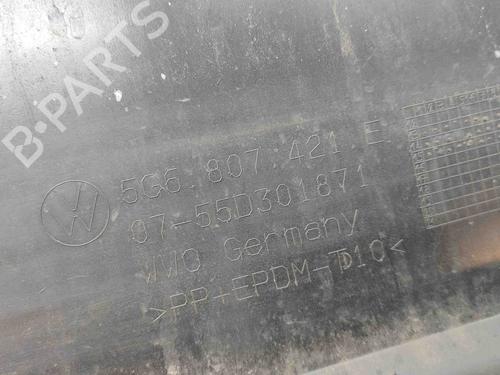 B-PARTS
5G6 807 421 E
07-55D301871
VWO Germany
>PP+EPDM-TD10<